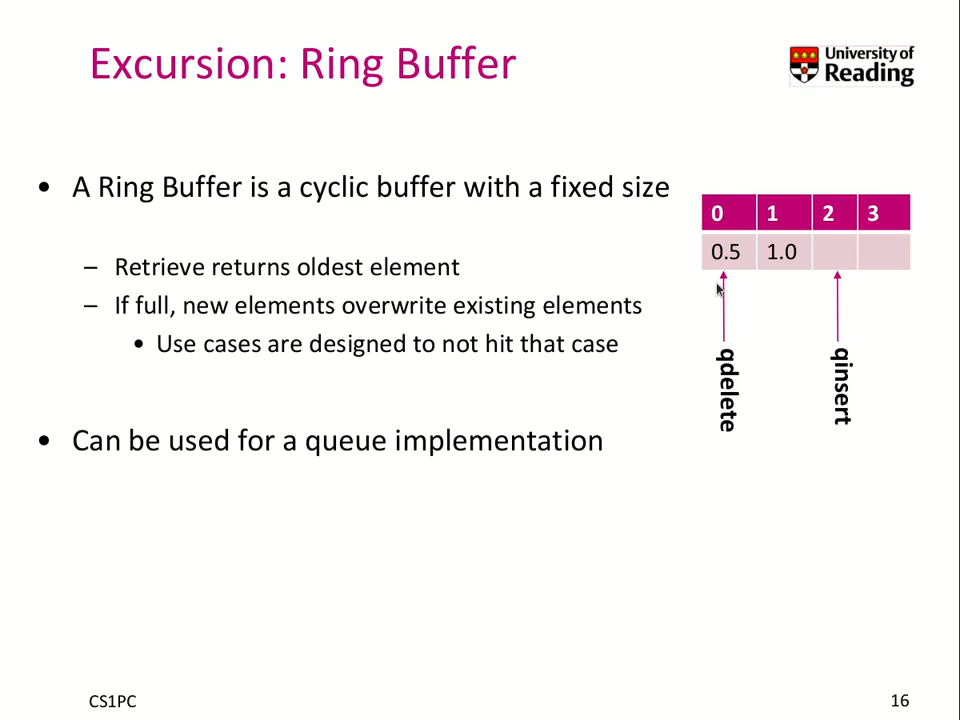 Excursion: Ring Buffer
University of
Reading
• A Ring Buffer is a cyclic buffer with a fixed size
– Retrieve returns oldest element
– If full, new elements overwrite existing elements
• Use cases are designed to not hit that case
• Can be used for a queue implementation
0 1 2 3
0.5 1.0
qdelete
qinsert
CS1PC
16